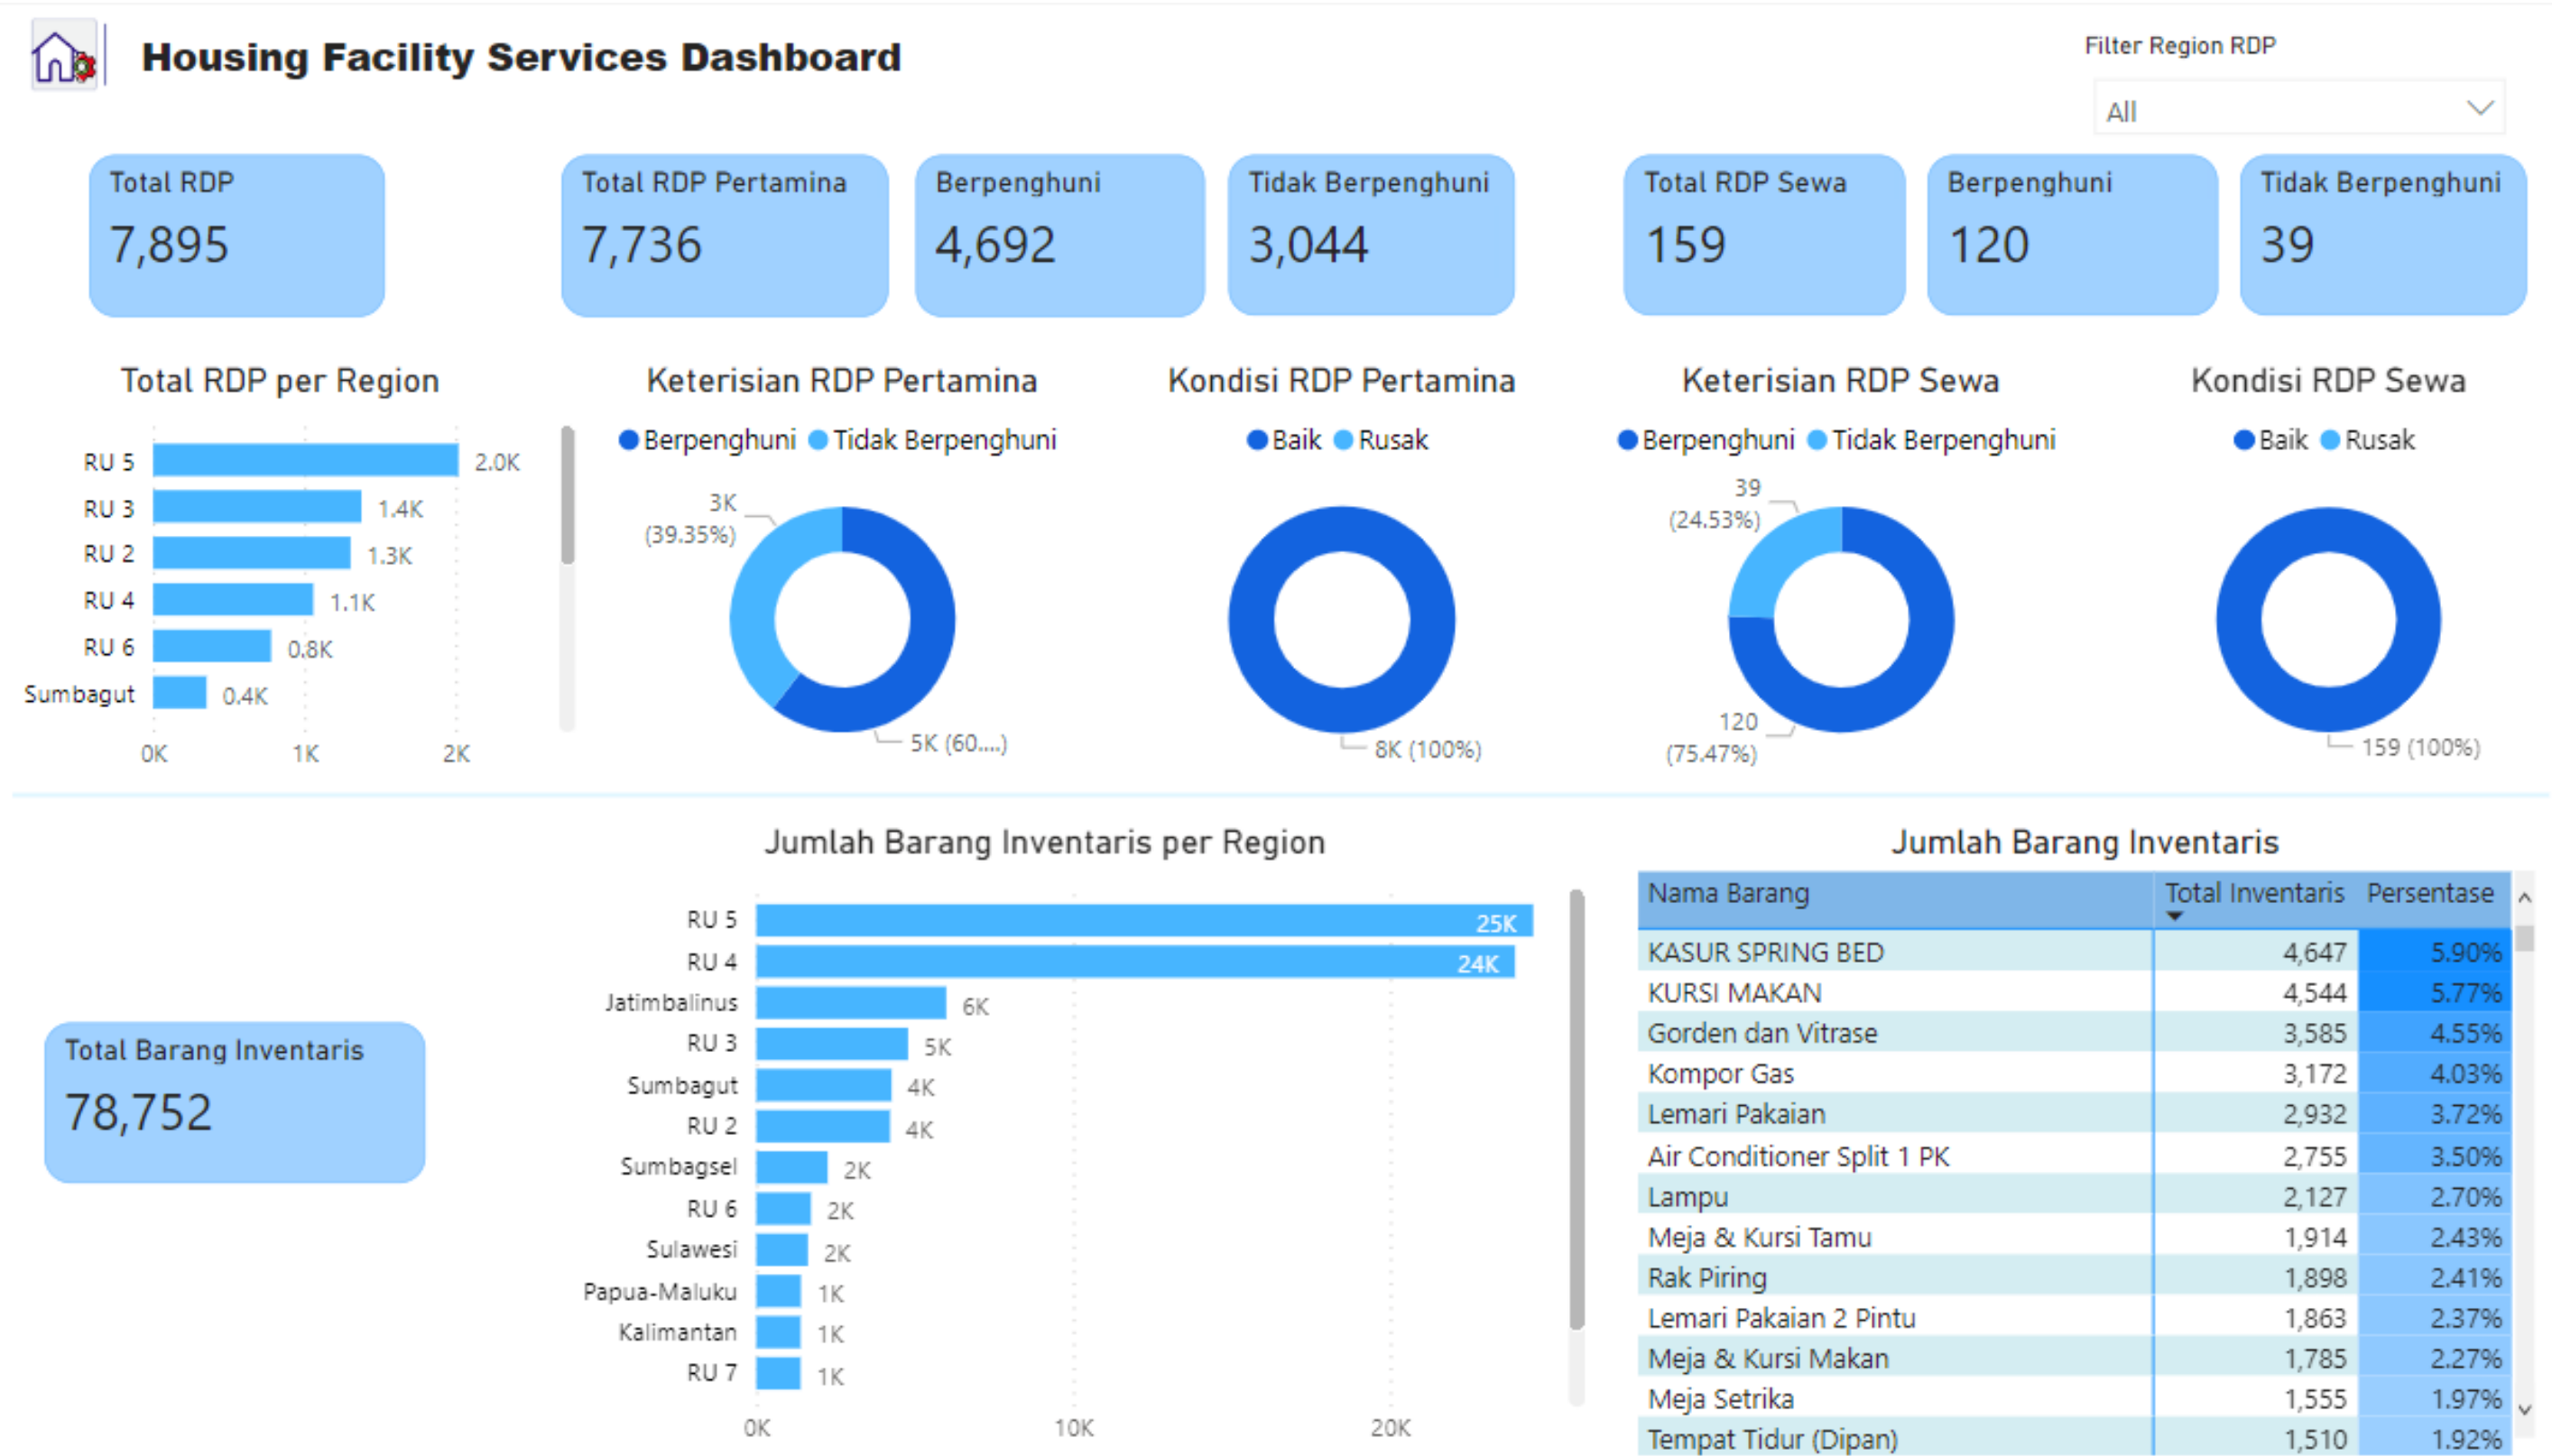 Housing Facility Services Dashboard
Filter Region RDP
All
Total RDP
7,895
Total RDP Pertamina
7,736
Berpenghuni
4,692
Tidak Berpenghuni
3,044
Total RDP Sewa
159
Berpenghuni
120
Tidak Berpenghuni
39
Total RDP per Region
RU 5 2.0K
RU 3 1.4K
RU 2 1.3K
RU 4 1.1K
RU 6 0.8K
Sumbagut 0.4K
0K 1K 2K
Keterisian RDP Pertamina
Berpenghuni Tidak Berpenghuni
3K
(39.35%)
5K (60....)
Kondisi RDP Pertamina
Baik Rusak
8K (100%)
Keterisian RDP Sewa
Berpenghuni Tidak Berpenghuni
39
(24.53%)
120
(75.47%)
Kondisi RDP Sewa
Baik Rusak
159 (100%)
Total Barang Inventaris
78,752
Jumlah Barang Inventaris per Region
RU 5 25K
RU 4 24K
Jatimbalinus 6K
RU 3 5K
Sumbagut 4K
RU 2 4K
Sumbagsel 2K
RU 6 2K
Sulawesi 2K
Papua-Maluku 1K
Kalimantan 1K
RU 7 1K
0K 10K 20K
Jumlah Barang Inventaris
Nama Barang Total Inventaris Persentase
KASUR SPRING BED 4,647 5.90%
KURSI MAKAN 4,544 5.77%
Gorden dan Vitrase 3,585 4.55%
Kompor Gas 3,172 4.03%
Lemari Pakaian 2,932 3.72%
Air Conditioner Split 1 PK 2,755 3.50%
Lampu 2,127 2.70%
Meja & Kursi Tamu 1,914 2.43%
Rak Piring 1,898 2.41%
Lemari Pakaian 2 Pintu 1,863 2.37%
Meja & Kursi Makan 1,785 2.27%
Meja Setrika 1,555 1.97%
Tempat Tidur (Dipan) 1,510 1.92%